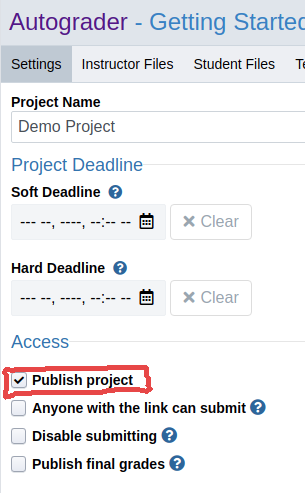 Autograder - Getting Started
Settings Instructor Files Student Files
Project Name
Demo Project
Project Deadline
Soft Deadline ?
--- --, ----, --:-- -- Clear
Hard Deadline ?
--- --, ----, --:-- -- Clear
Access
Publish project
Anyone with the link can submit ?
Disable submitting ?
Publish final grades ?